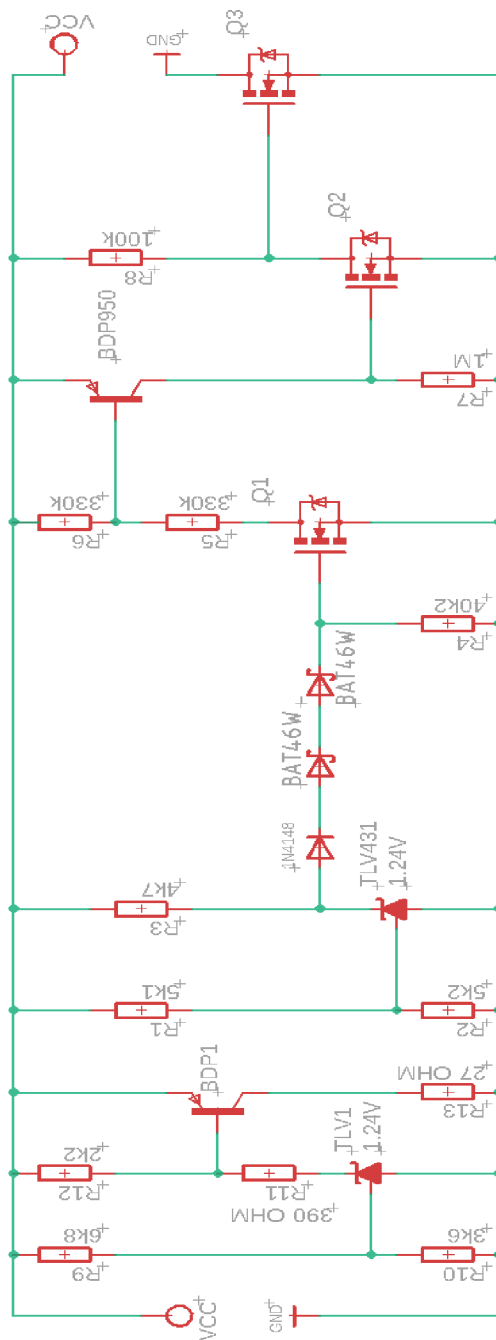 VCC
GND
Q3
100k
R8
Q2
BDP950
1M
R7
330k
R6
330k
R5
Q1
40k2
R4
BAT46W
BAT46W
1N4148
4k7
R3
TLV431
1.24V
5k1
R1
5k2
R2
BDP1
27 OHM
R13
2k2
R12
R11
390 OHM
TLV1
1.24V
6k8
R9
3k6
R10
VCC
GND